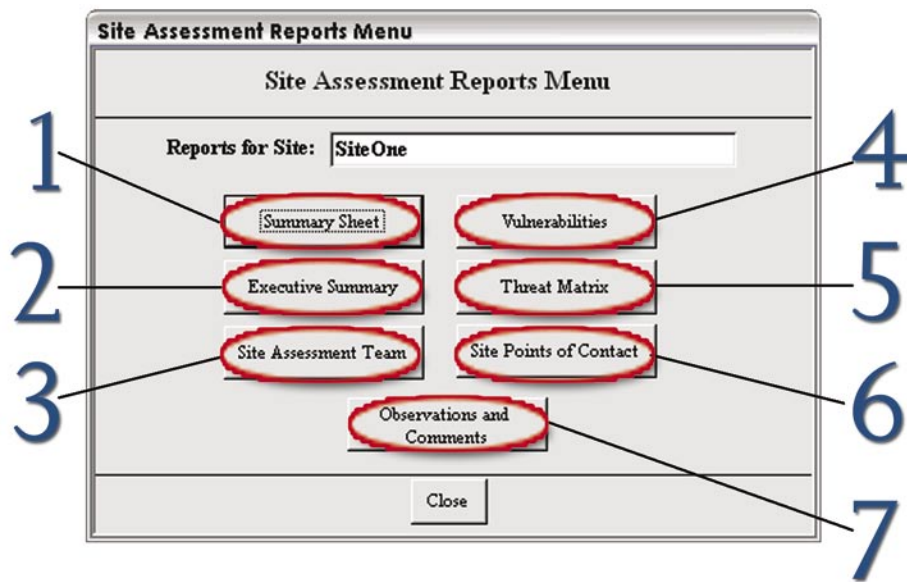 Site Assessment Reports Menu
Site Assessment Reports Menu
Reports for Site: SiteOne
1
Summary Sheet
Vulnerabilities
4
2
Executive Summary
Threat Matrix
5
3
Site Assessment Team
Site Points of Contact
6
Observations and
Comments
7
Close